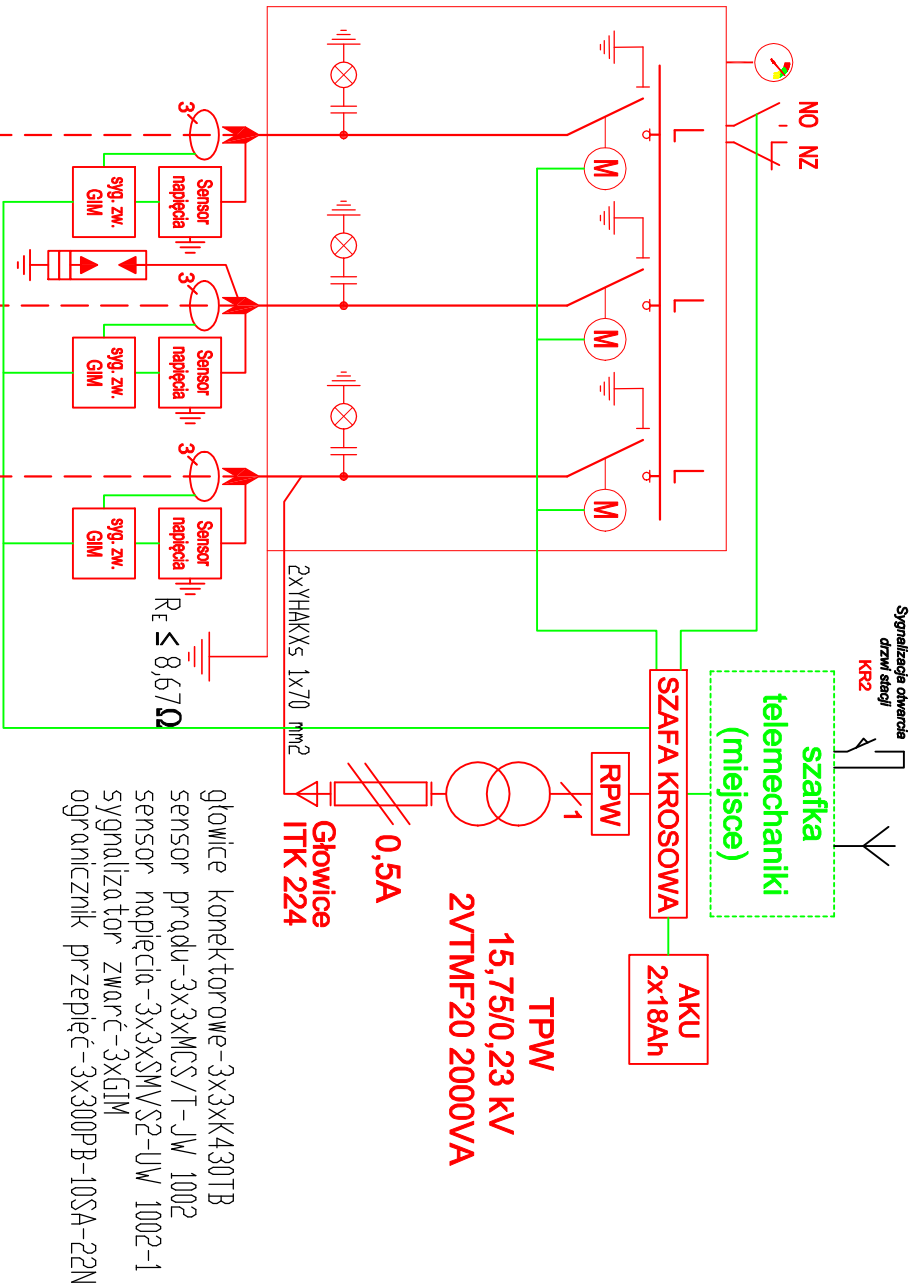 Sygnalizacja otwarcia
drzwi stacji
KR2
szafka
telemechaniki
(miejsce)
NO NZ
L
L
L
M
M
M
SZAFA KROSOWA
AKU
2x18Ah
RPW
1
TPW
15,75/0,23 kV
2VTMF20 2000VA
0,5A
Głowice
ITK 224
2xYHAKXs 1x70 mm2
3
Sensor
napięcia
syg. zw.
GIM
3
Sensor
napięcia
syg. zw.
GIM
3
Sensor
napięcia
syg. zw.
GIM
RE ≤ 8,67Ω
głowice konektorowe-3x3xK430TB
sensor prądu-3x3xMCS/T-JW 1002
sensor napięcia-3x3xSMVS2-UW 1002-1
sygnalizator zwarć-3xGIM
ogranicznik przepięć-3x300PB-10SA-22N